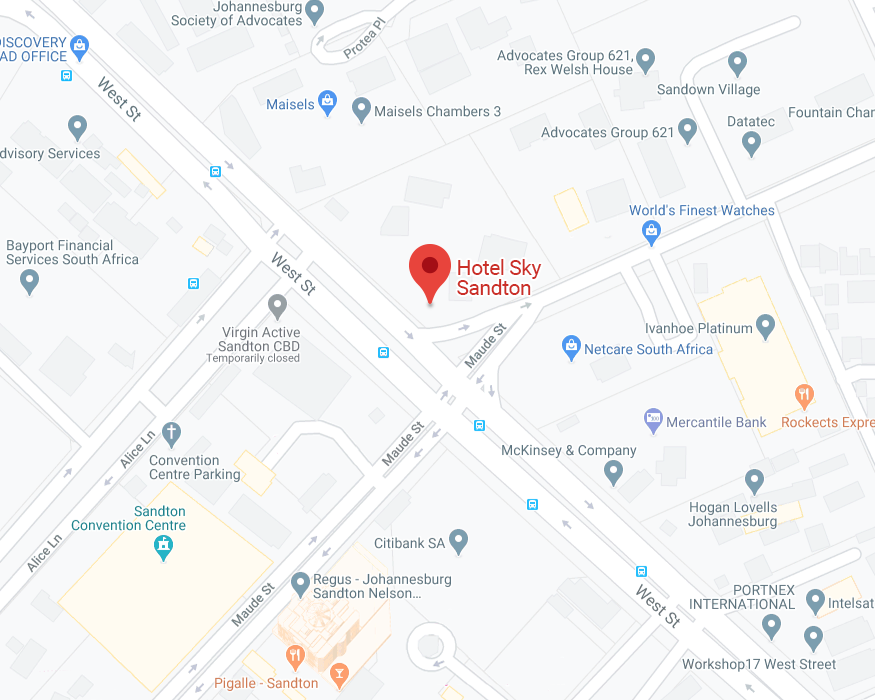 Johannesburg
Society of Advocates
Protea Pl
DISCOVERY
AD OFFICE
West St
Advocates Group 621,
Rex Welsh House
Sandown Village
Maisels
Maisels Chambers 3
Datatec
Fountain Cham
Advocates Group 621
dvisory Services
World's Finest Watches
Bayport Financial
Services South Africa
West St
Hotel Sky
Sandton
Virgin Active
Sandton CBD
Temporarily closed
Maude St
Ivanhoe Platinum
Netcare South Africa
Mercantile Bank
Rockects Expre
Alice Ln
Maude St
McKinsey & Company
Convention
Centre Parking
Sandton
Convention Centre
Hogan Lovells
Johannesburg
Citibank SA
Alice Ln
Regus - Johannesburg
Sandton Nelson...
Maude St
West St
PORTNEX
INTERNATIONAL
Intelsat
Workshop17 West Street
Pigalle - Sandton